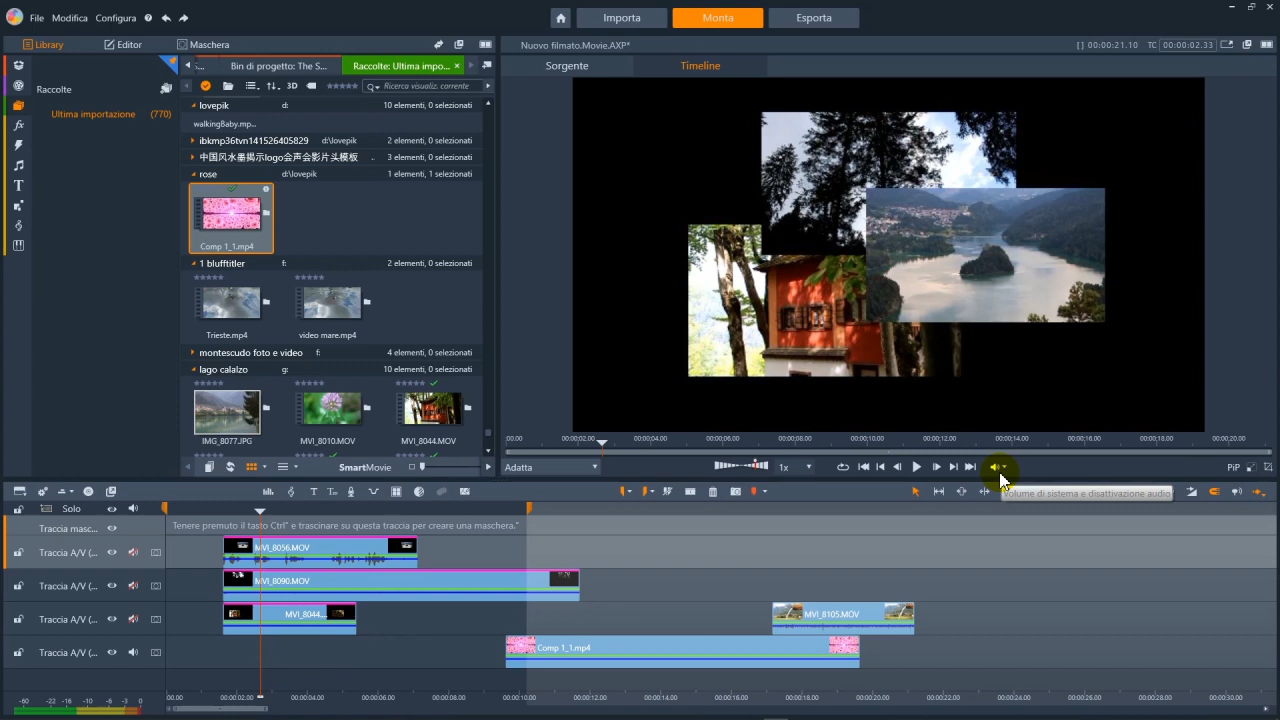 File Modifica Configura
Importa Monta Esporta
Library Editor Maschera
Nuovo filmato.Movie.AXP*
[] 00:00:21.10 TC 00:00:02.33
Raccolte
Ultima importazione (770)
...
Bin di progetto: The S...
Raccolte: Ultima impo...
3D
Ricerca visualiz. corrente
lovepik d: 10 elementi, 0 selezionati
walkingBaby.mp...
ibkmp36tvn141526405829 d:\lovepik 2 elementi, 0 selezionati
中国风水墨揭示logo会声会影片头模板 .. 3 elementi, 0 selezionati
rose d:\lovepik 1 elementi, 1 selezionati
Comp 1_1.mp4
1 blufftitler f: 2 elementi, 0 selezionati
Trieste.mp4 video mare.mp4
montescudo foto e video f: 4 elementi, 0 selezionati
lago calalzo g: 10 elementi, 0 selezionati
IMG_8077.JPG MVI_8010.MOV MVI_8044.MOV
SmartMovie
Sorgente Timeline
:00.00 00:00:02.00 00:00:04.00 00:00:06.00 00:00:08.00 00:00:10.00 00:00:12.00 00:00:14.00 00:00:16.00 00:00:18.00 00:00:20.00
Adatta 1x PiP
Volume di sistema e disattivazione audio
Solo
Traccia masc...
Tenere premuto il tasto Ctrl" e trascinare su questa traccia per creare una maschera."
Traccia A/V (... MVI_8056.MOV
Traccia A/V (... MVI_8090.MOV
Traccia A/V (... MVI_8044... MVI_8105.MOV
Traccia A/V (... Comp 1_1.mp4
-60 -22 -16 -10 -6 -3 0
:00.00 00:00:02.00 00:00:04.00 00:00:06.00 00:00:08.00 00:00:10.00 00:00:12.00 00:00:14.00 00:00:16.00 00:00:18.00 00:00:20.00 00:00:22.00 00:00:24.00 00:00:26.00 00:00:28.00 00:00:30.00